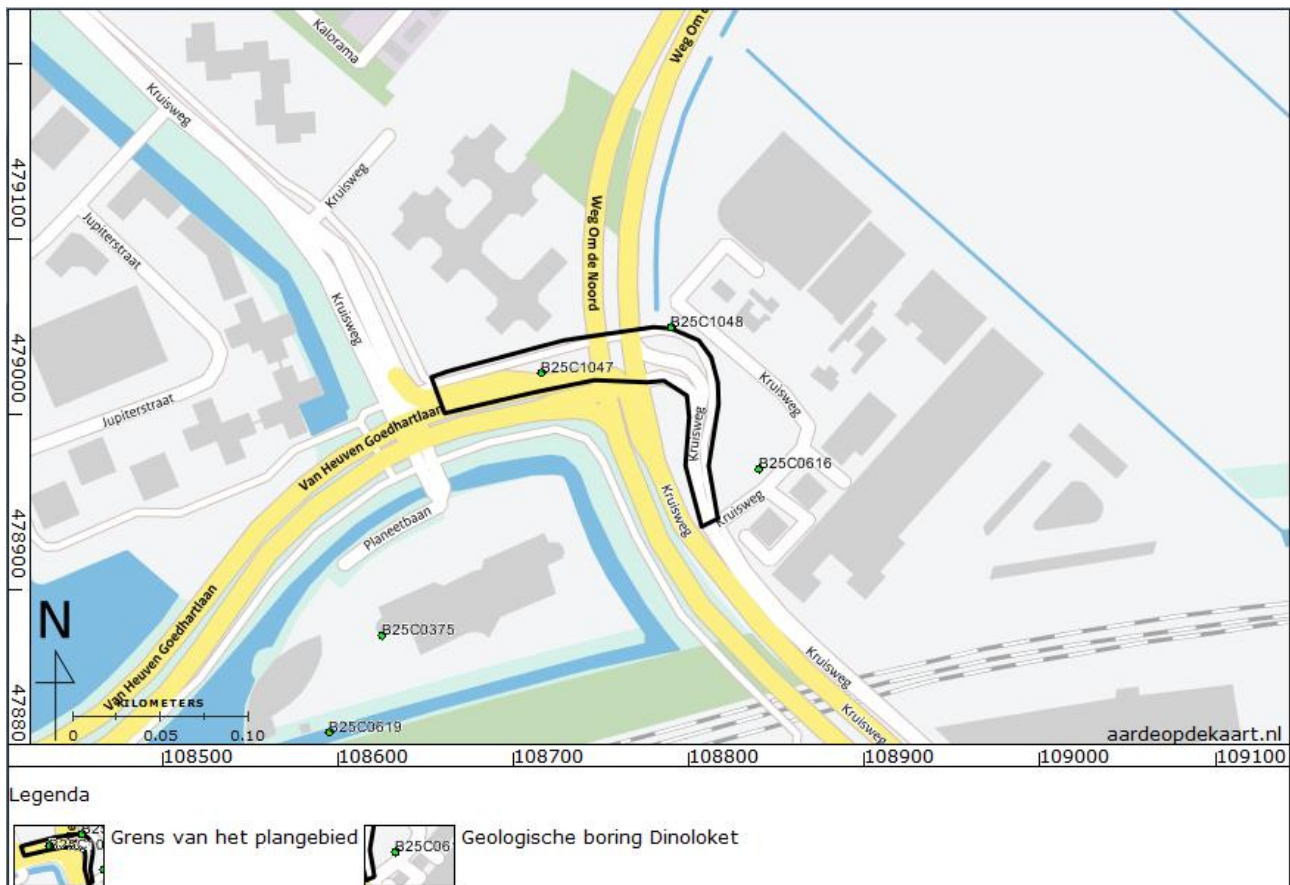 Kalorama
Weg Om d
Kruisweg
Kruisweg
479100
Jupiterstraat
Weg Om de Noord
Kruisweg
B25C1048
B25C1047
479000
Kruisweg
Jupiterstraat
Van Heuven Goedhartlaan
Kruisweg
B25C0616
Kruisweg
Kruisweg
Planeetbaan
478900
N
Van Heuven Goedhartlaan
B25C0375
Kruisweg
KILOMETERS
B25C0619
Kruisweg
0 0.05 0.10
478800
aardeopdekaart.nl
108500 108600 108700 108800 108900 109000 109100
Legenda
Grens van het plangebied
B25C06
Geologische boring Dinoloket